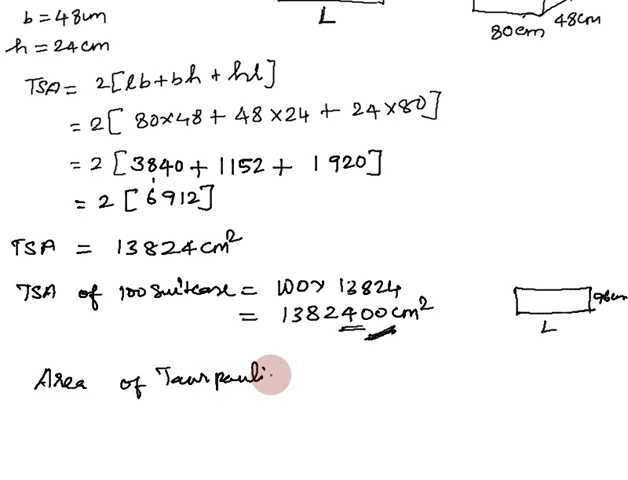 b = 48cm
L
80cm 48cm
h = 24cm
TSA = 2[lb+bh + hl]
= 2[ 80×48 + 48×24 + 24×80]
= 2 [3840 + 1152 + 1920]
= 2 [6912]
TSA = 13824cm²
TSA of 100 Suitcase = 100× 13824
= 1382400cm²
96cm
L
Area of Taurpauli